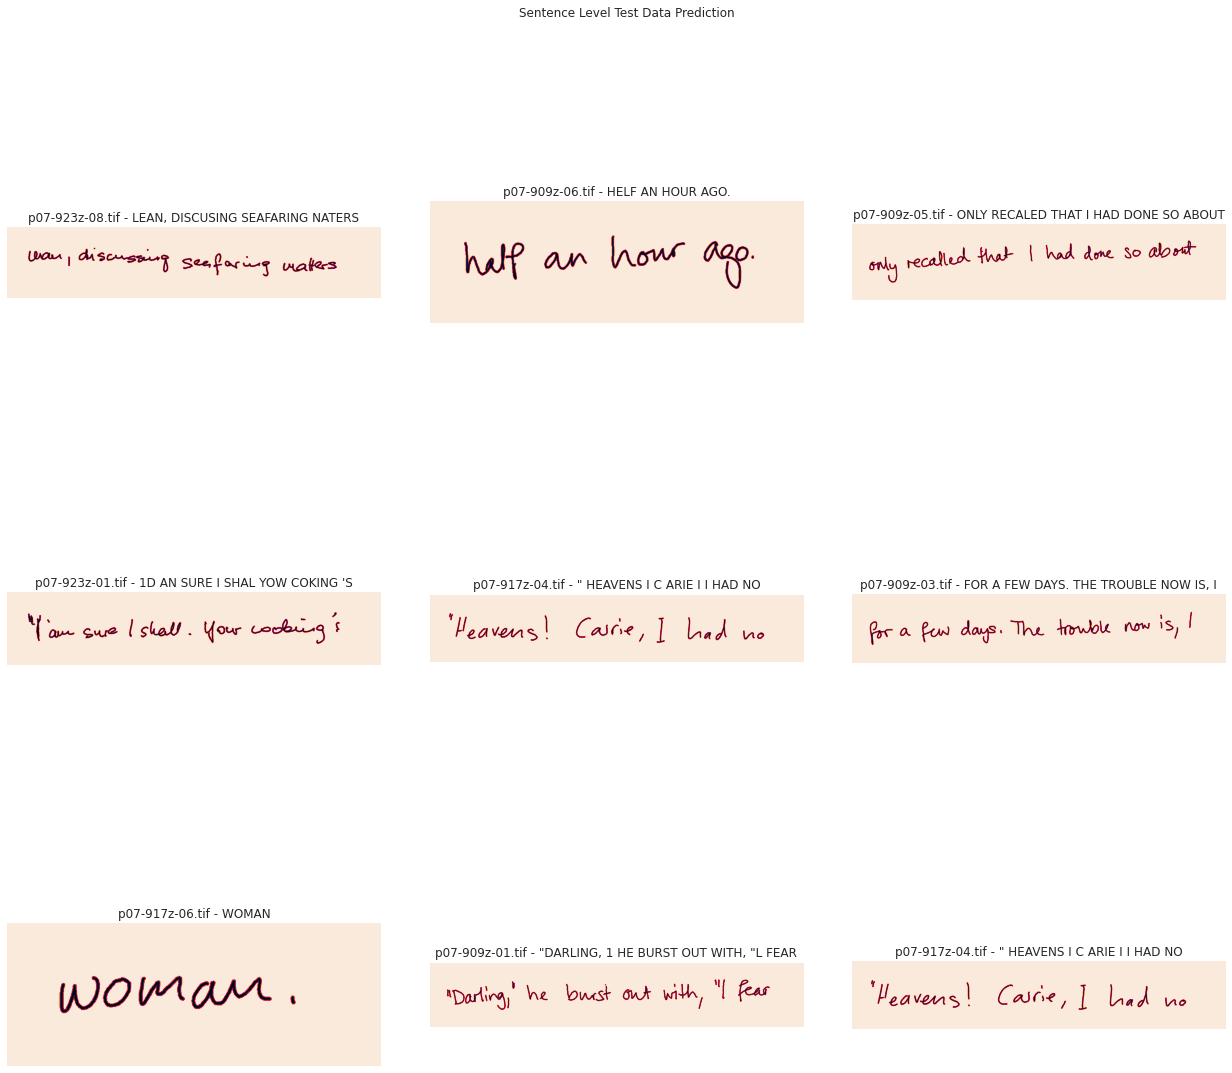 Sentence Level Test Data Prediction
p07-923z-08.tif - LEAN, DISCUSING SEAFARING NATERS
wan, discussing seafaring waters
p07-909z-06.tif - HELF AN HOUR AGO.
half an hour ago.
p07-909z-05.tif - ONLY RECALED THAT I HAD DONE SO ABOUT
only recalled that I had done so about
p07-923z-01.tif - 1D AN SURE I SHAL YOW COKING 'S
"I am sure I shall. Your cooking's
p07-917z-04.tif - " HEAVENS I C ARIE I I HAD NO
"Heavens! Carrie, I had no
p07-909z-03.tif - FOR A FEW DAYS. THE TROUBLE NOW IS, I
for a few days. The trouble now is, I
p07-917z-06.tif - WOMAN
woman.
p07-909z-01.tif - "DARLING, 1 HE BURST OUT WITH, "L FEAR
"Darling," he burst out with, "I fear
p07-917z-04.tif - " HEAVENS I C ARIE I I HAD NO
"Heavens! Carrie, I had no